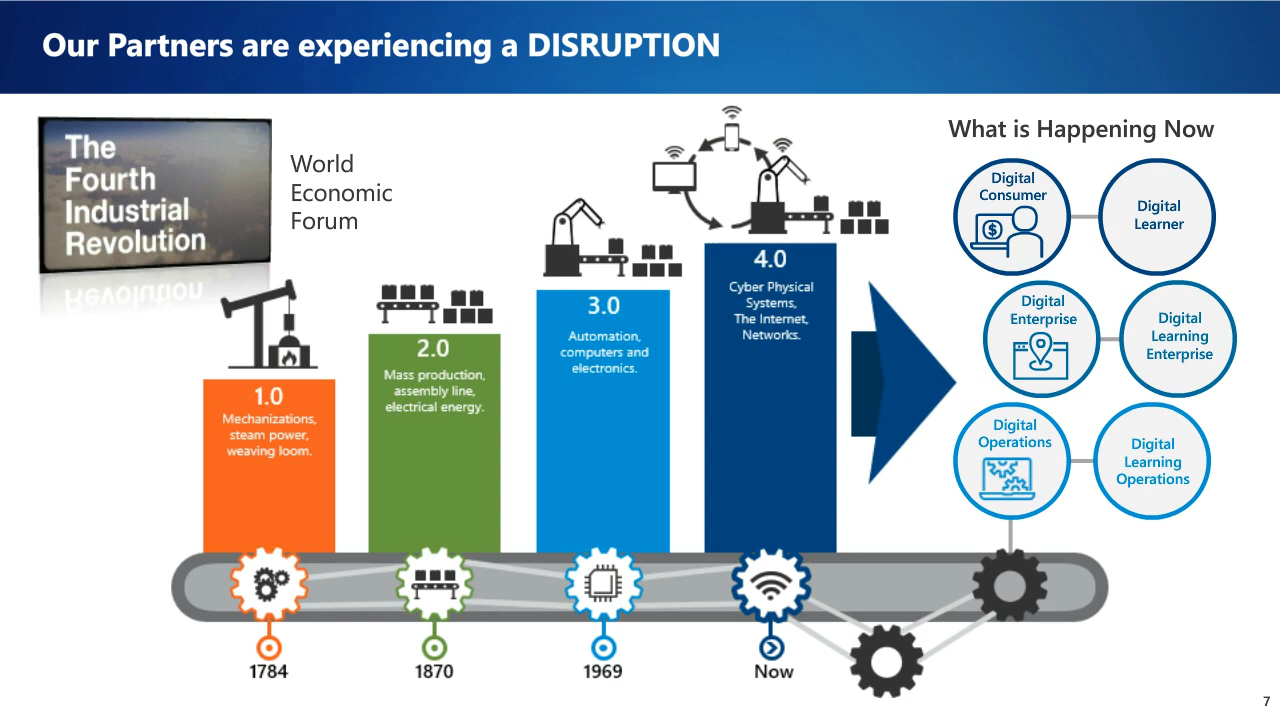 Our Partners are experiencing a DISRUPTION
The
Fourth
Industrial
Revolution
Revolution
World
Economic
Forum
1.0
Mechanizations,
steam power,
weaving loom.
2.0
Mass production,
assembly line,
electrical energy.
3.0
Automation,
computers and
electronics.
4.0
Cyber Physical
Systems,
The Internet,
Networks.
1784
1870
1969
Now
What is Happening Now
Digital
Consumer
$
Digital
Learner
Digital
Enterprise
Digital
Learning
Enterprise
Digital
Operations
Digital
Learning
Operations
7